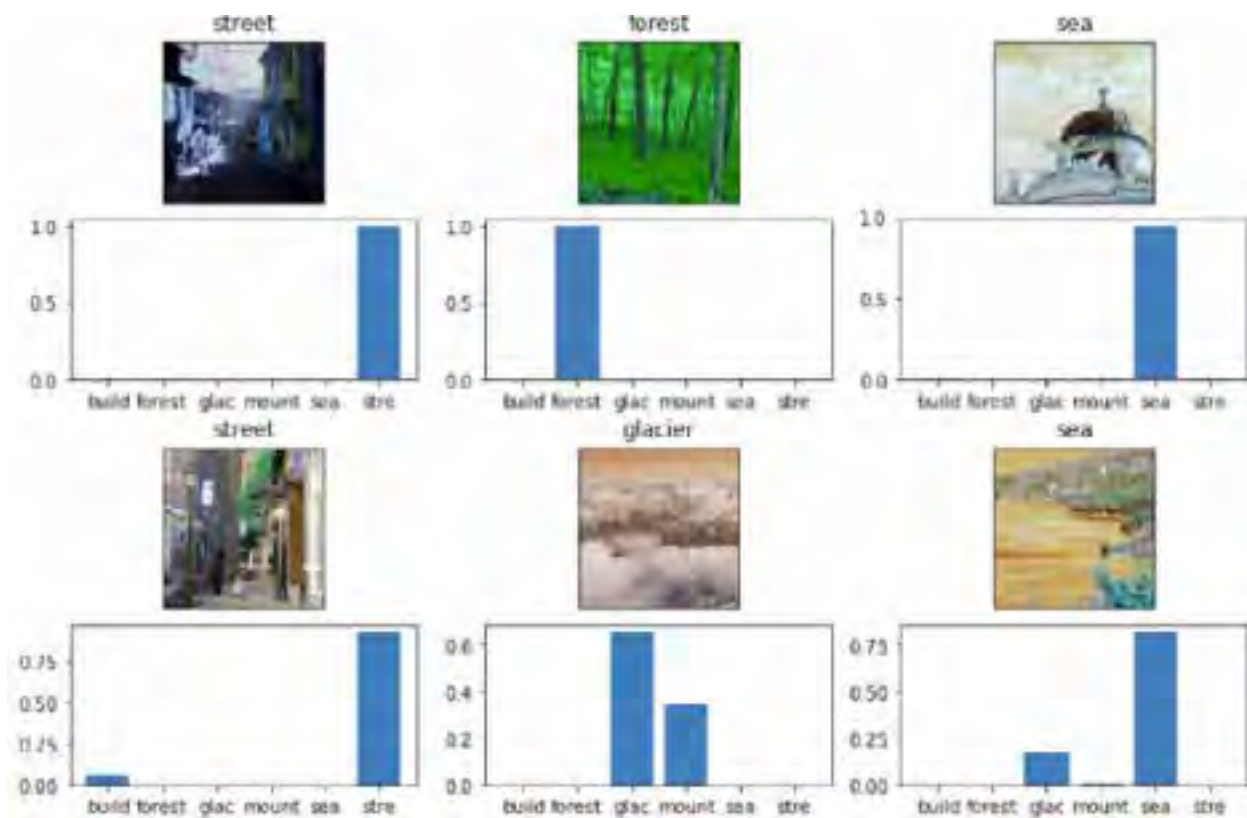 street forest sea
1.0 1.0 1.0
0.5 0.5 0.5
0.0 0.0 0.0
build forest glac mount sea stre build forest glac mount sea stre build forest glac mount sea stre
street glacier sea
0.75 0.6 0.75
0.50 0.4 0.50
0.25 0.2 0.25
0.00 0.0 0.00
build forest glac mount sea stre build forest glac mount sea stre build forest glac mount sea stre